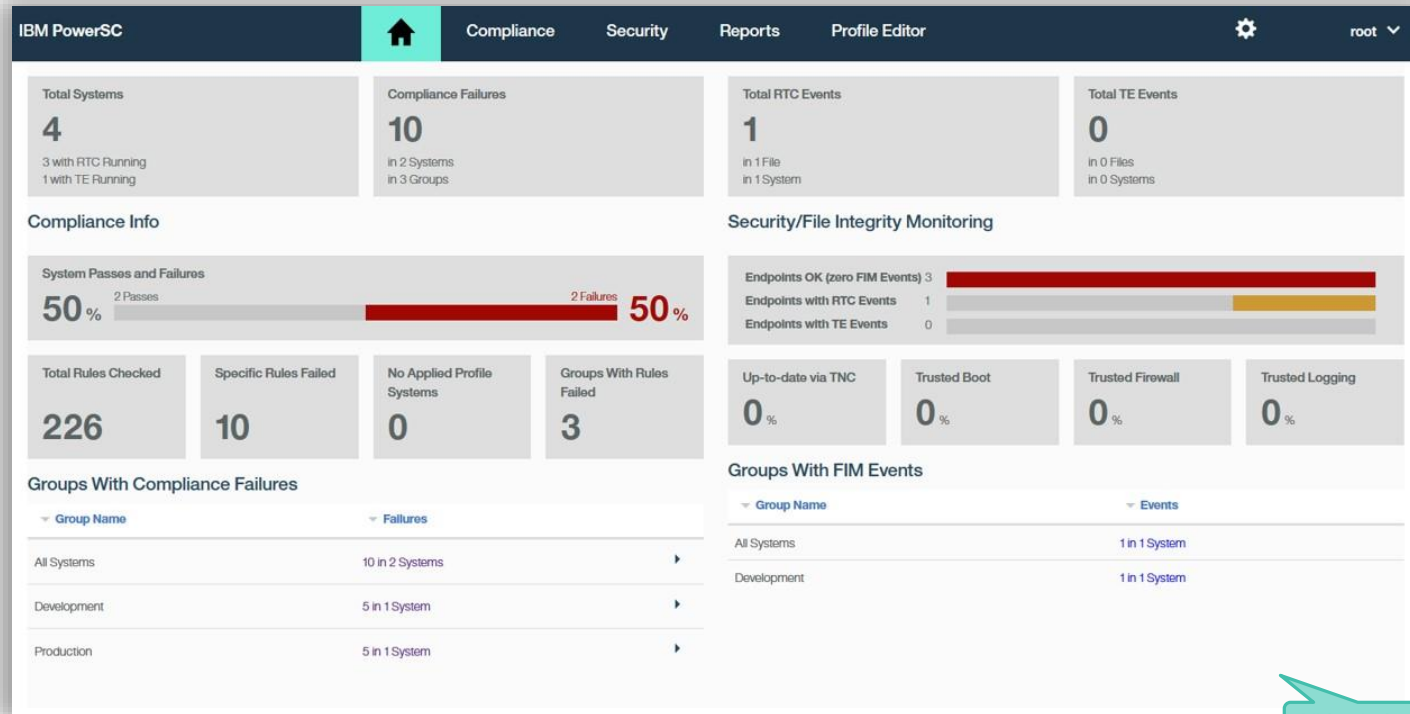 IBM PowerSC
Compliance
Security
Reports
Profile Editor
root
Total Systems
4
3 with RTC Running
1 with TE Running
Compliance Failures
10
in 2 Systems
in 3 Groups
Total RTC Events
1
in 1 File
in 1 System
Total TE Events
0
in 0 Files
in 0 Systems
Compliance Info
System Passes and Failures
50 %
2 Passes
2 Failures
50 %
Total Rules Checked
226
Specific Rules Failed
10
No Applied Profile
Systems
0
Groups With Rules
Failed
3
Groups With Compliance Failures
Group Name Failures
All Systems 10 in 2 Systems
Development 5 in 1 System
Production 5 in 1 System
Security/File Integrity Monitoring
Endpoints OK (zero FIM Events) 3
Endpoints with RTC Events 1
Endpoints with TE Events 0
Up-to-date via TNC
0 %
Trusted Boot
0 %
Trusted Firewall
0 %
Trusted Logging
0 %
Groups With FIM Events
Group Name Events
All Systems 1 in 1 System
Development 1 in 1 System